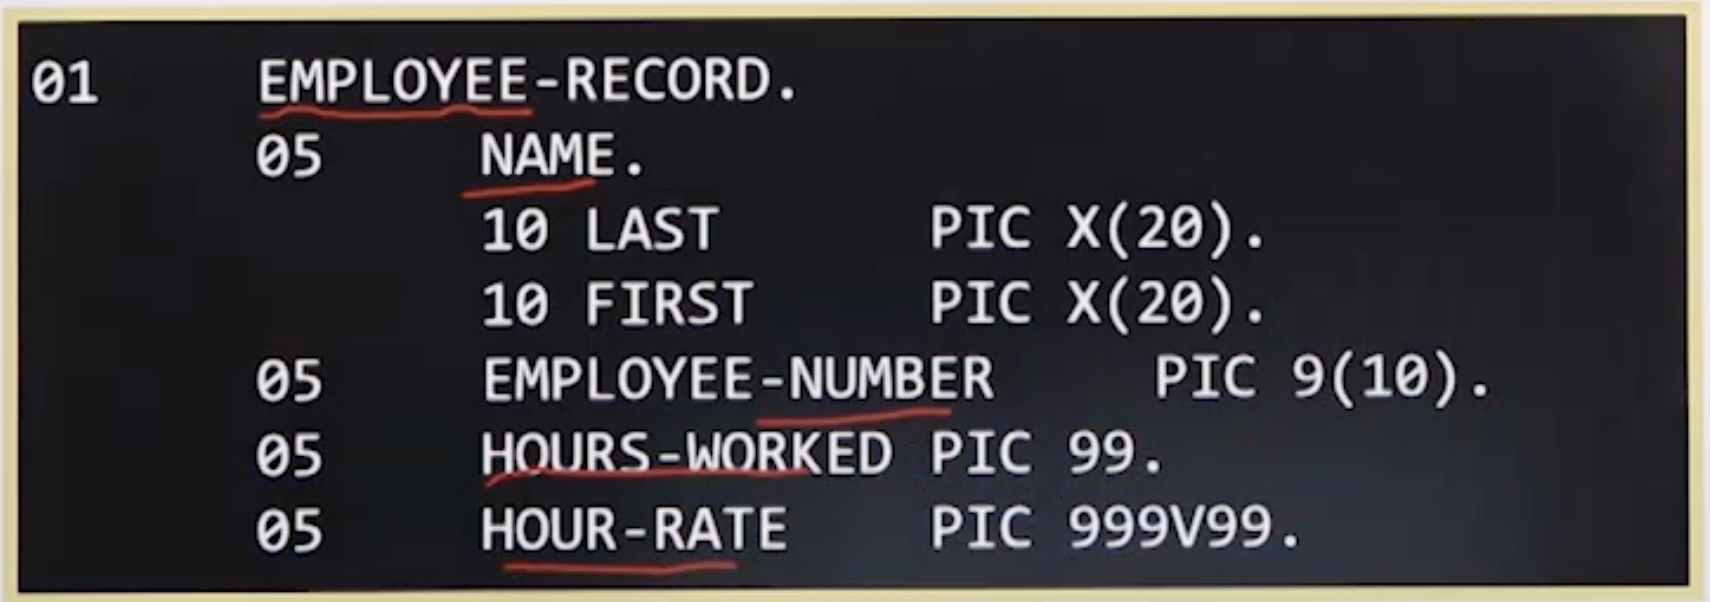 01 EMPLOYEE-RECORD.
05 NAME.
10 LAST PIC X(20).
10 FIRST PIC X(20).
05 EMPLOYEE-NUMBER PIC 9(10).
05 HOURS-WORKED PIC 99.
05 HOUR-RATE PIC 999V99.